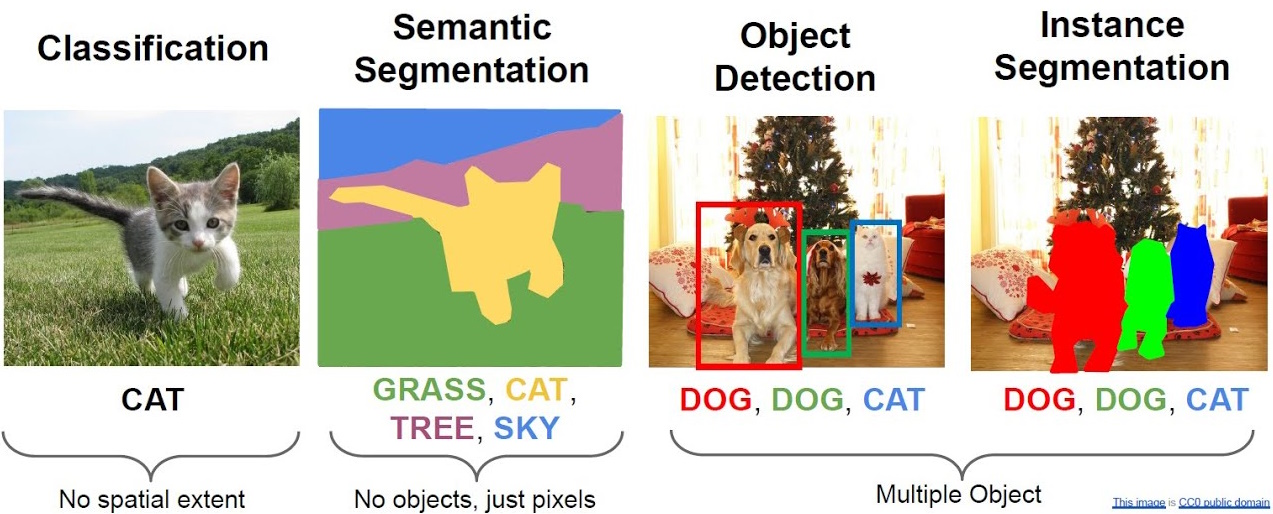 Classification
Semantic
Segmentation
Object
Detection
Instance
Segmentation
CAT
GRASS, CAT,
TREE, SKY
DOG, DOG, CAT
DOG, DOG, CAT
No spatial extent
No objects, just pixels
Multiple Object
This image is CC0 public domain